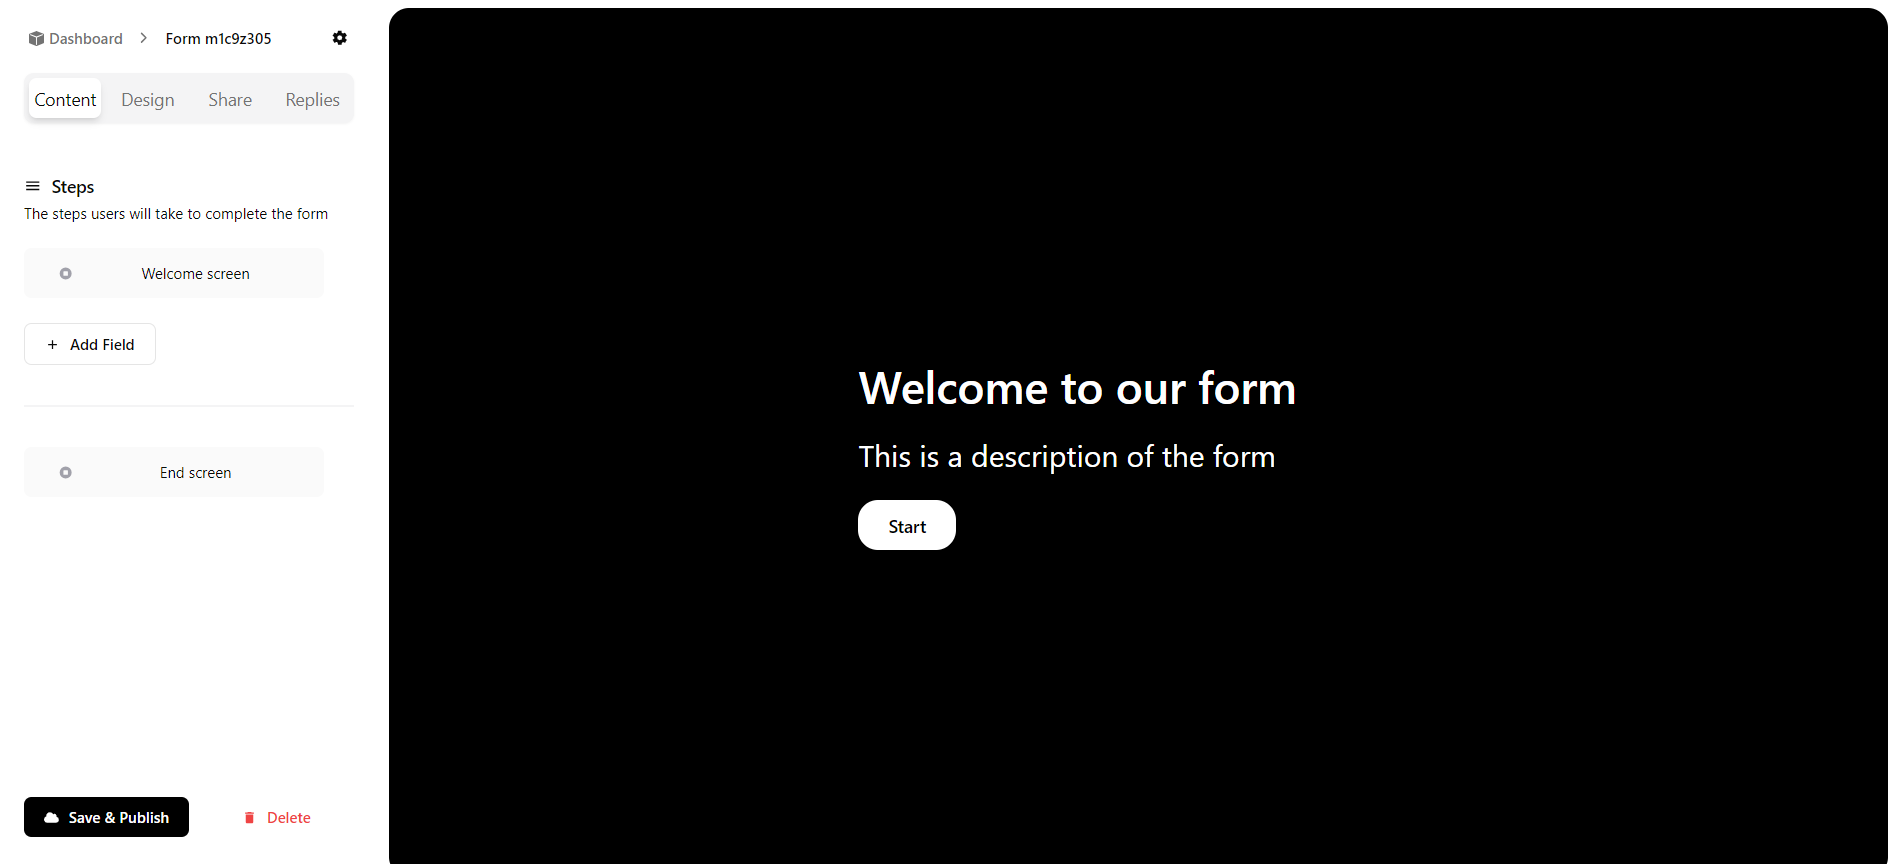 Dashboard > Form m1c9z305
Content Design Share Replies
Steps
The steps users will take to complete the form
Welcome screen
+ Add Field
End screen
Save & Publish Delete
Welcome to our form
This is a description of the form
Start